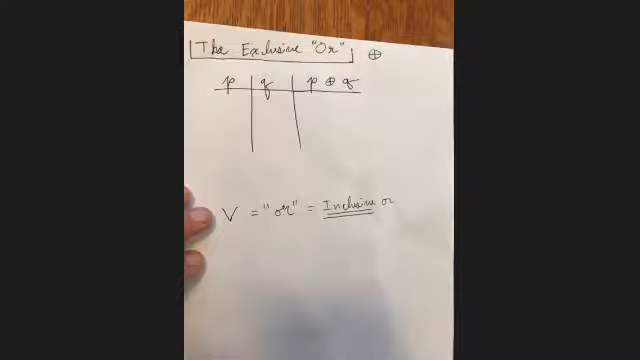 The Exclusive "Or" ⊕
p q p ⊕ q
V = "or" = Inclusive or